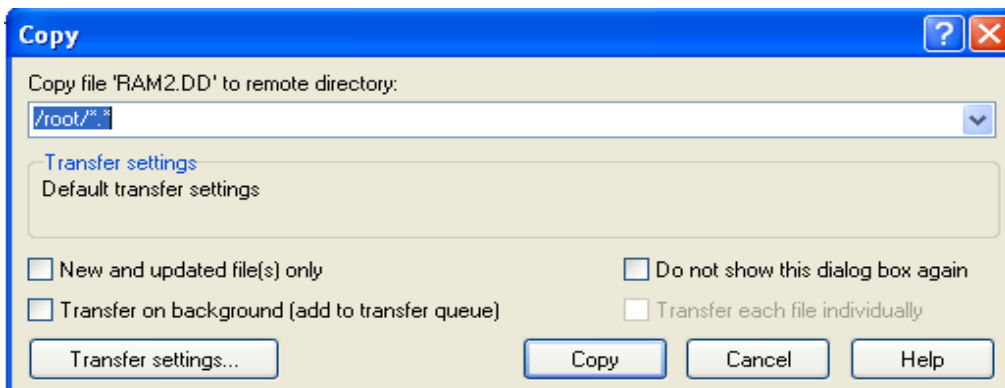 Copy
Copy file 'RAM2.DD' to remote directory:
/root/*.*
Transfer settings
Default transfer settings
New and updated file(s) only
Do not show this dialog box again
Transfer on background (add to transfer queue)
Transfer each file individually
Transfer settings...
Copy
Cancel
Help